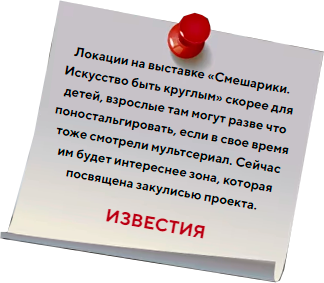 Локации на выставке «Смешарики.
Искусство быть круглым» скорее для
детей, взрослые там могут разве что
поностальгировать, если в свое время
тоже смотрели мультсериал. Сейчас
им будет интереснее зона, которая
посвящена закулисью проекта.
ИЗВЕСТИЯ